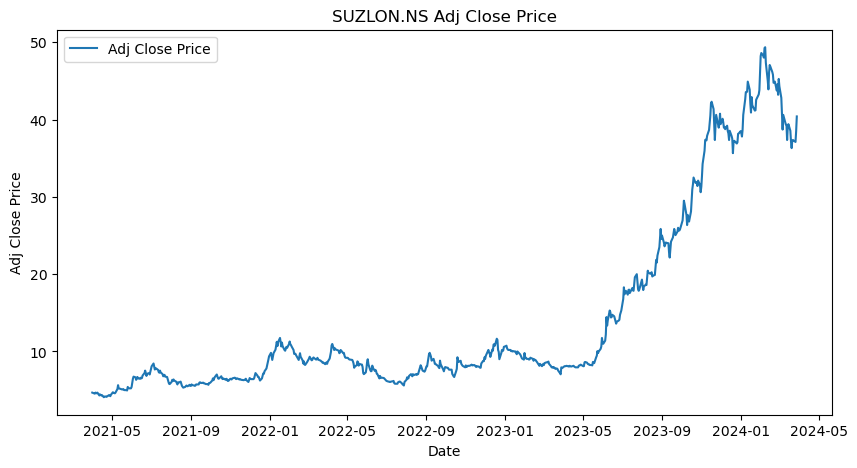 SUZLON.NS Adj Close Price
Adj Close Price
50
40
30
20
10
Adj Close Price
2021-05 2021-09 2022-01 2022-05 2022-09 2023-01 2023-05 2023-09 2024-01 2024-05
Date